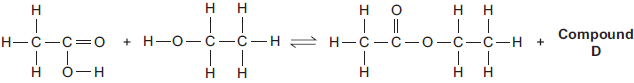 H H H H O H H
H–C–C=O + H–O–C–C–H ⇌ H–C–C–O–C–C–H + Compound D
H O–H H H H H H